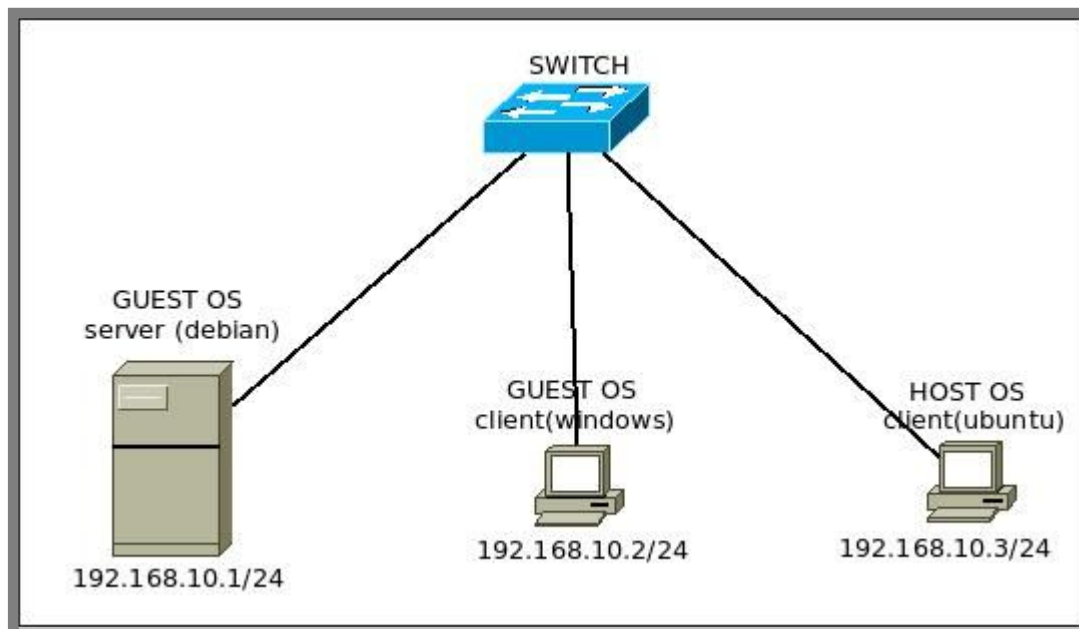 SWITCH
GUEST OS
server (debian)
192.168.10.1/24
GUEST OS
client(windows)
192.168.10.2/24
HOST OS
client(ubuntu)
192.168.10.3/24